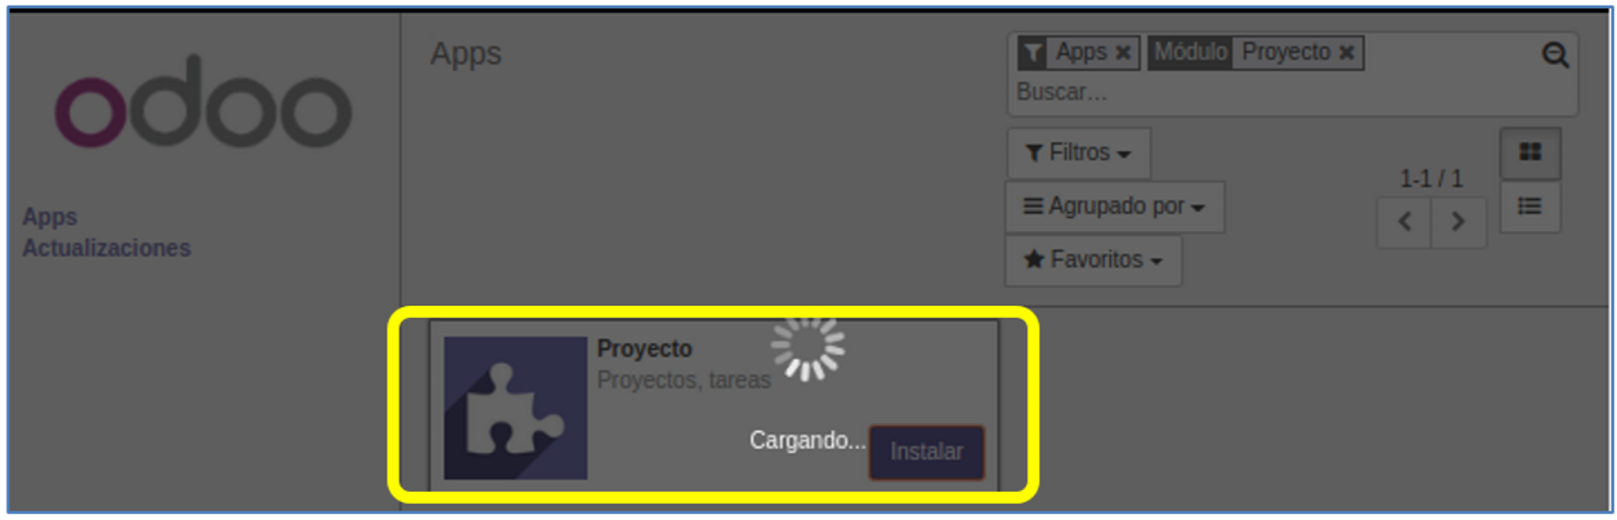 odoo
Apps
Actualizaciones
Apps
Apps × Módulo Proyecto ×
Buscar...
Filtros
Agrupado por
Favoritos
1-1 / 1
Proyecto
Proyectos, tareas
Cargando...
Instalar